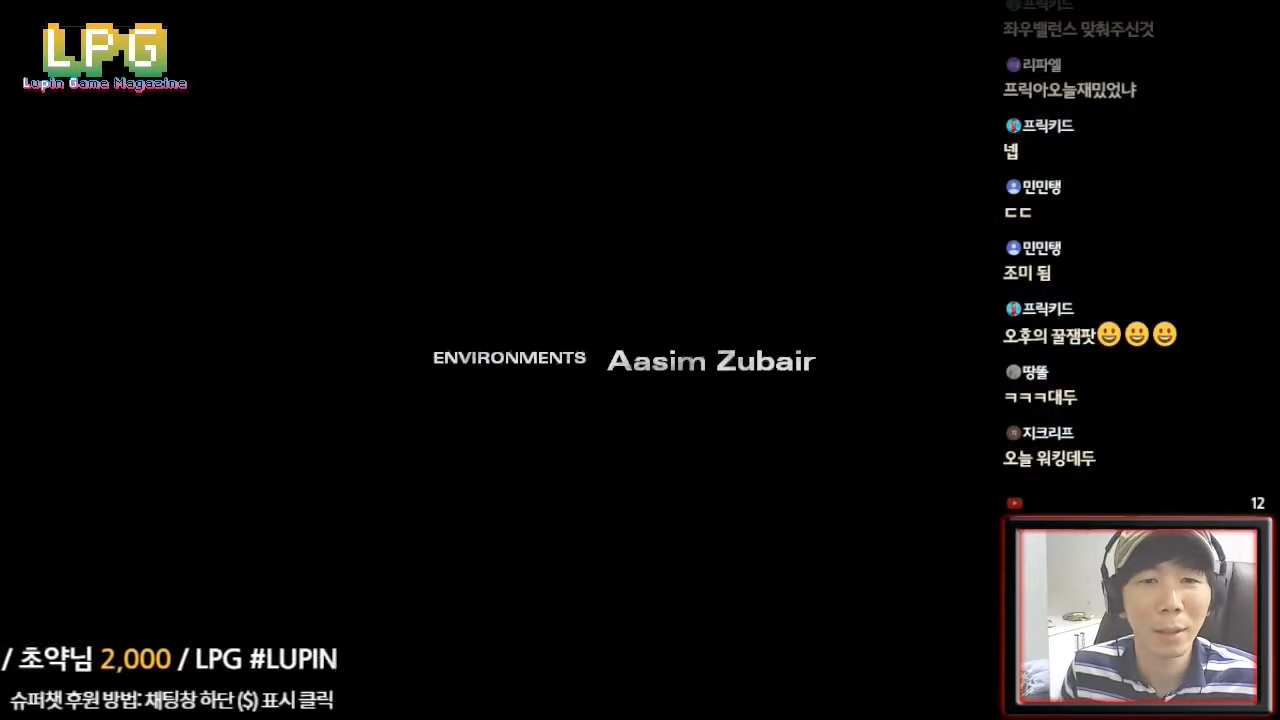 LPG
Lupin Game Magazine
ENVIRONMENTS Aasim Zubair
프릭키드
좌우밸런스 맞춰주신것
리파엘
프릭아오늘재밌었냐
프릭키드
넵
민민탱
ㄷㄷ
민민탱
조미 됨
프릭키드
오후의 꿀잼팟😀😀😀
땅똘
ㅋㅋㅋ대두
지크리프
오늘 워킹데두
12
/ 초약님 2,000 / LPG #LUPIN
슈퍼챗 후원 방법: 채팅창 하단 ($) 표시 클릭